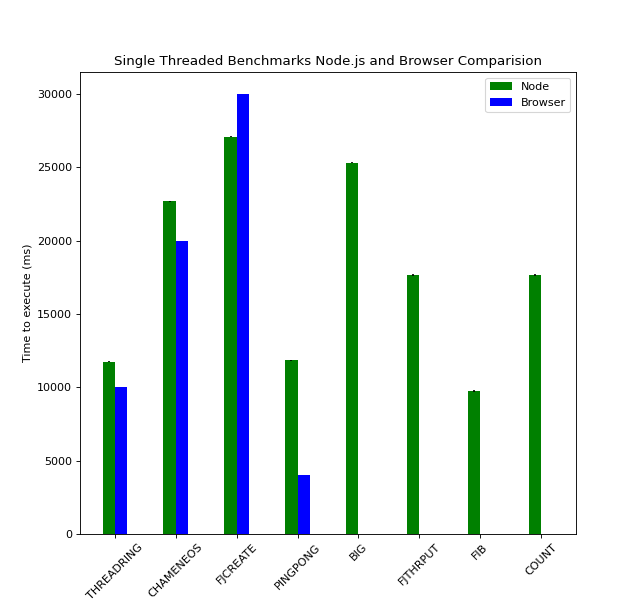 Single Threaded Benchmarks Node.js and Browser Comparision
Node
Browser
Time to execute (ms)
30000
25000
20000
15000
10000
5000
0
THREADRING
CHAMENEOS
FJCREATE
PINGPONG
BIG
FJTHRPUT
FIB
COUNT